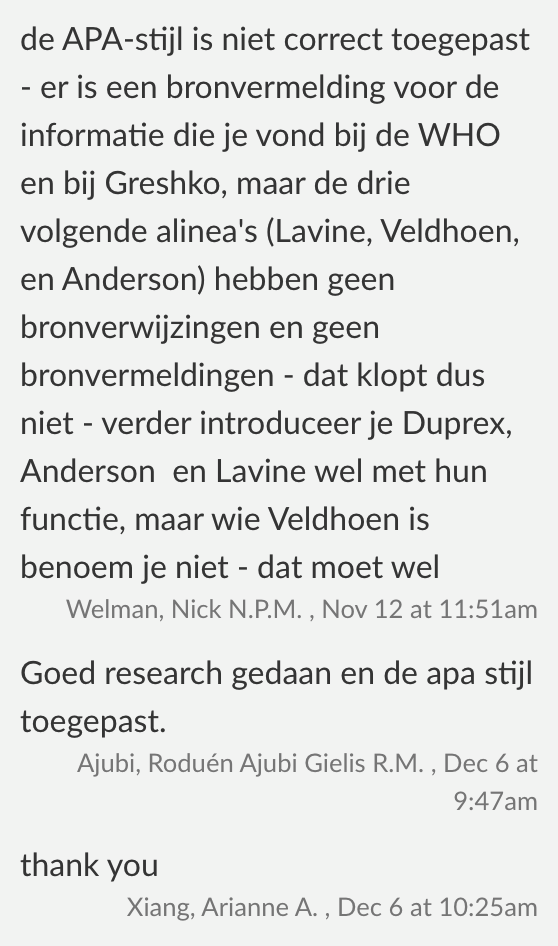 de APA-stijl is niet correct toegepast
- er is een bronvermelding voor de
informatie die je vond bij de WHO
en bij Greshko, maar de drie
volgende alinea's (Lavine, Veldhoen,
en Anderson) hebben geen
bronverwijzingen en geen
bronvermeldingen - dat klopt dus
niet - verder introduceer je Duprex,
Anderson  en Lavine wel met hun
functie, maar wie Veldhoen is
benoem je niet - dat moet wel
Welman, Nick N.P.M. , Nov 12 at 11:51am
Goed research gedaan en de apa stijl
toegepast.
Ajubi, Roduén Ajubi Gielis R.M. , Dec 6 at
9:47am
thank you
Xiang, Arianne A. , Dec 6 at 10:25am